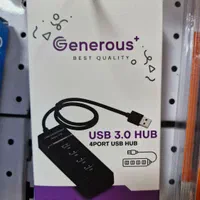 Generous+
BEST QUALITY
USB 3.0 HUB
4PORT USB HUB